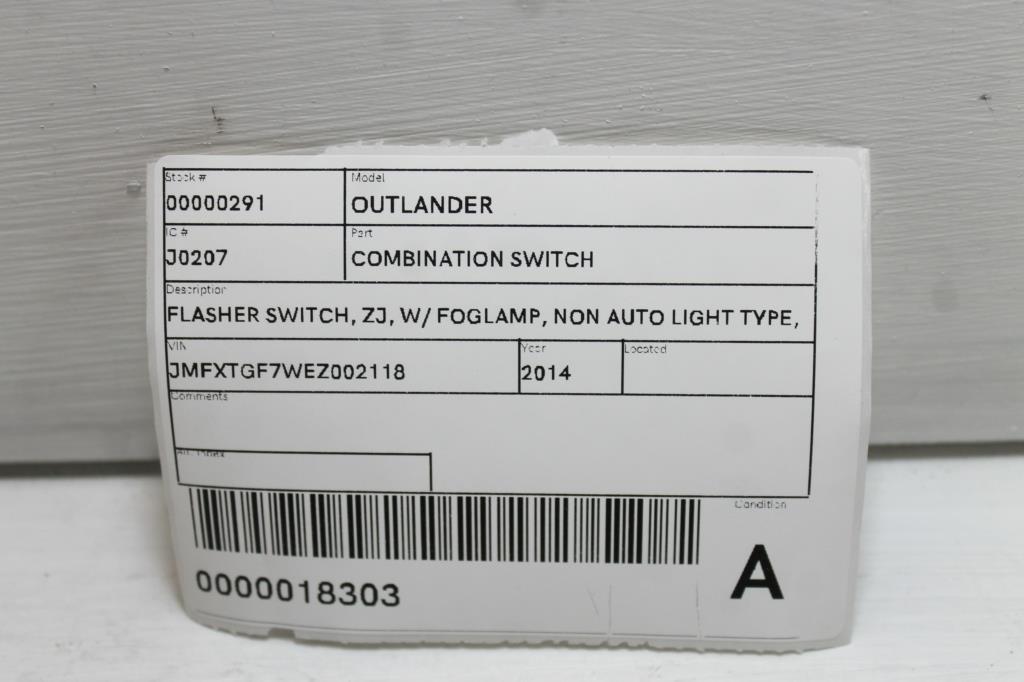 Stock # Model
00000291 OUTLANDER
IC # Part
J0207 COMBINATION SWITCH
Description
FLASHER SWITCH, ZJ, W/ FOGLAMP, NON AUTO LIGHT TYPE,
VIN Year Located
JMFXTGF7WEZ002118 2014
Comments
Condition
A
0000018303